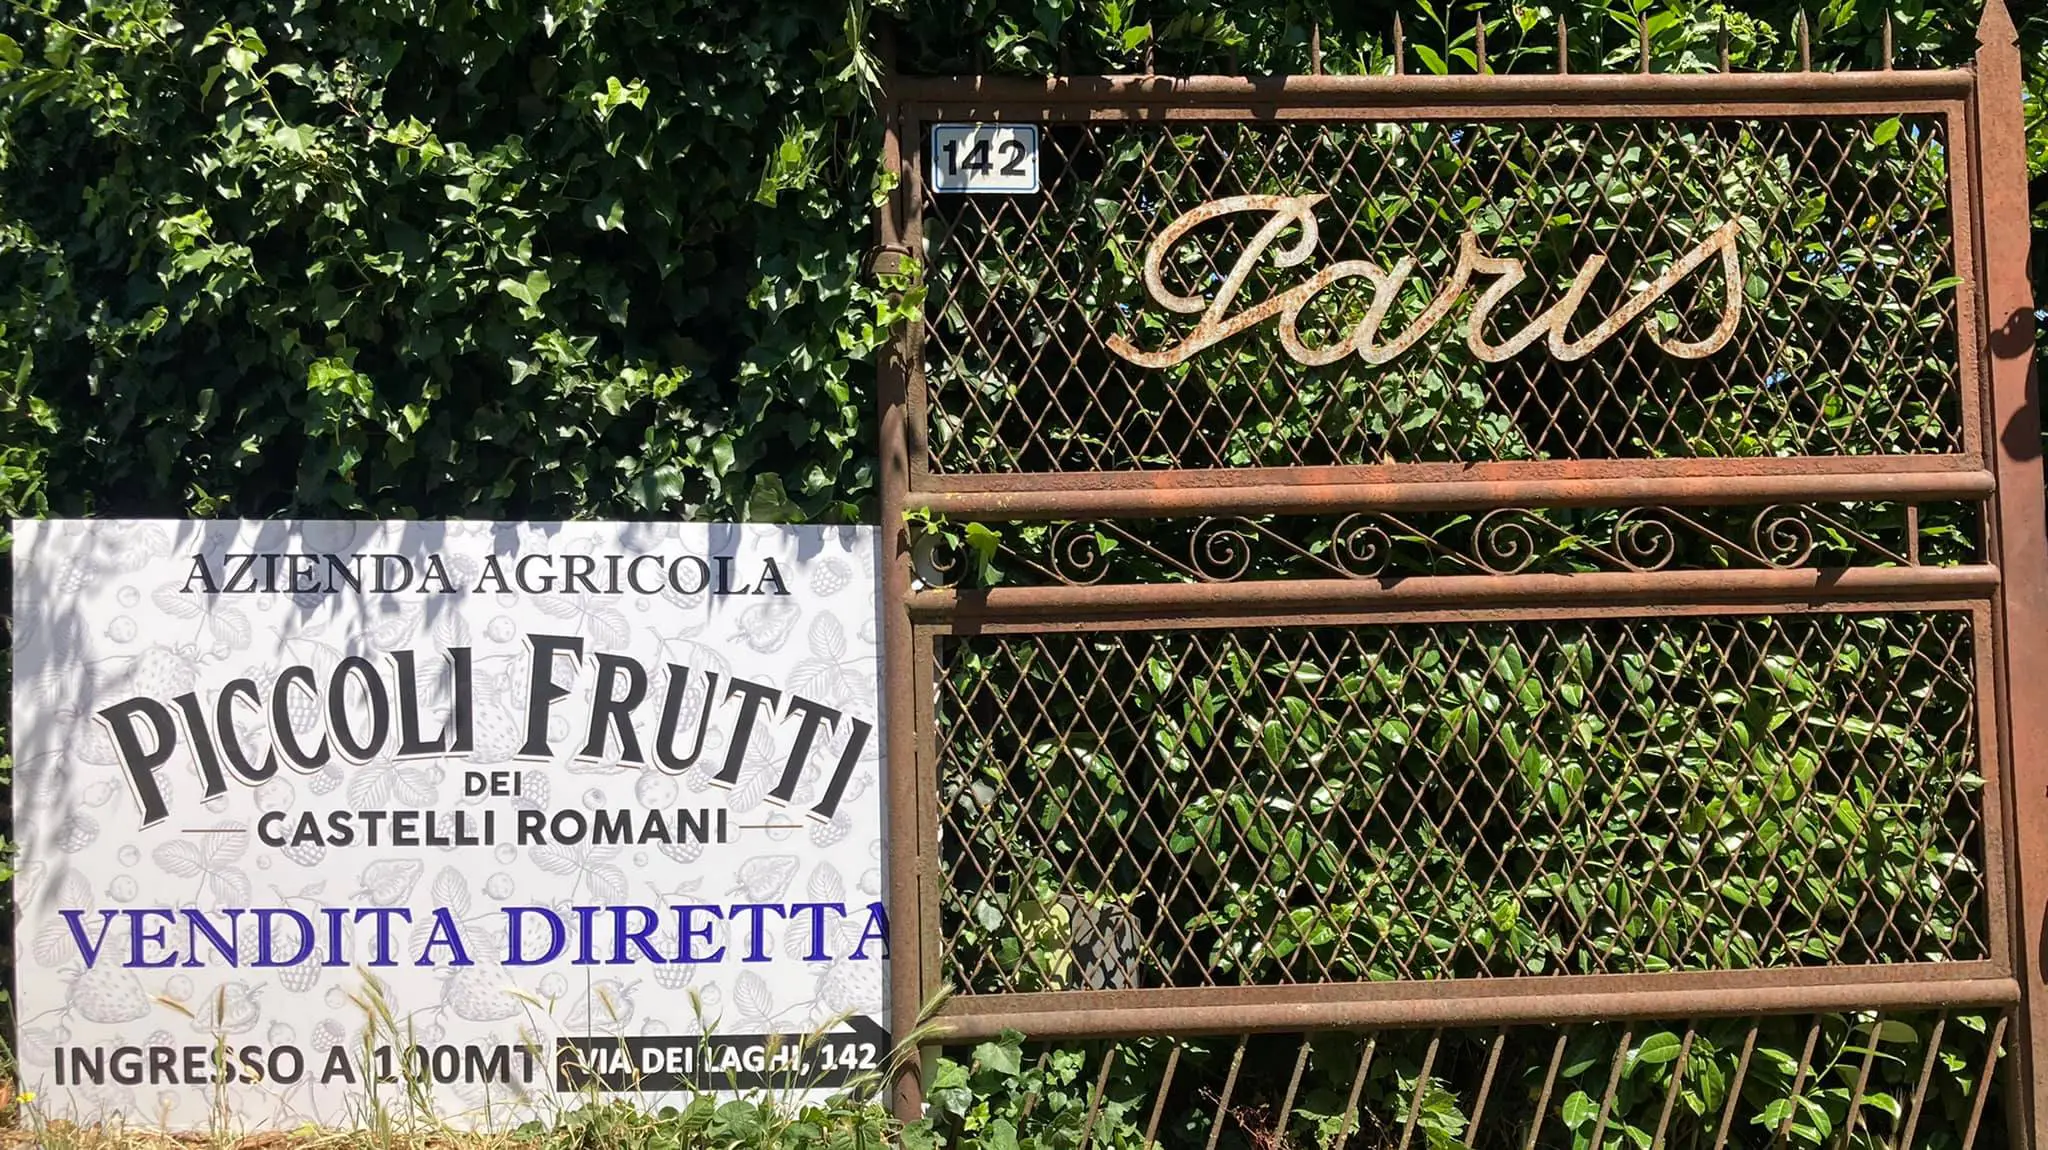 AZIENDA AGRICOLA
PICCOLI FRUTTI
DEI
CASTELLI ROMANI
VENDITA DIRETTA
INGRESSO A 100MT
VIA DEI LAGHI, 142
142
Paris